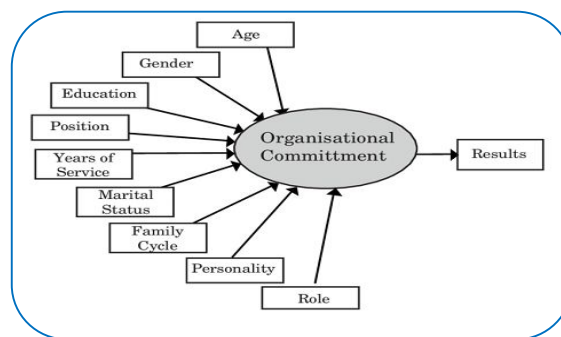 Age
Gender
Education
Position
Years of
Service
Marital
Status
Family
Cycle
Personality
Role
Organisational
Committment
Results